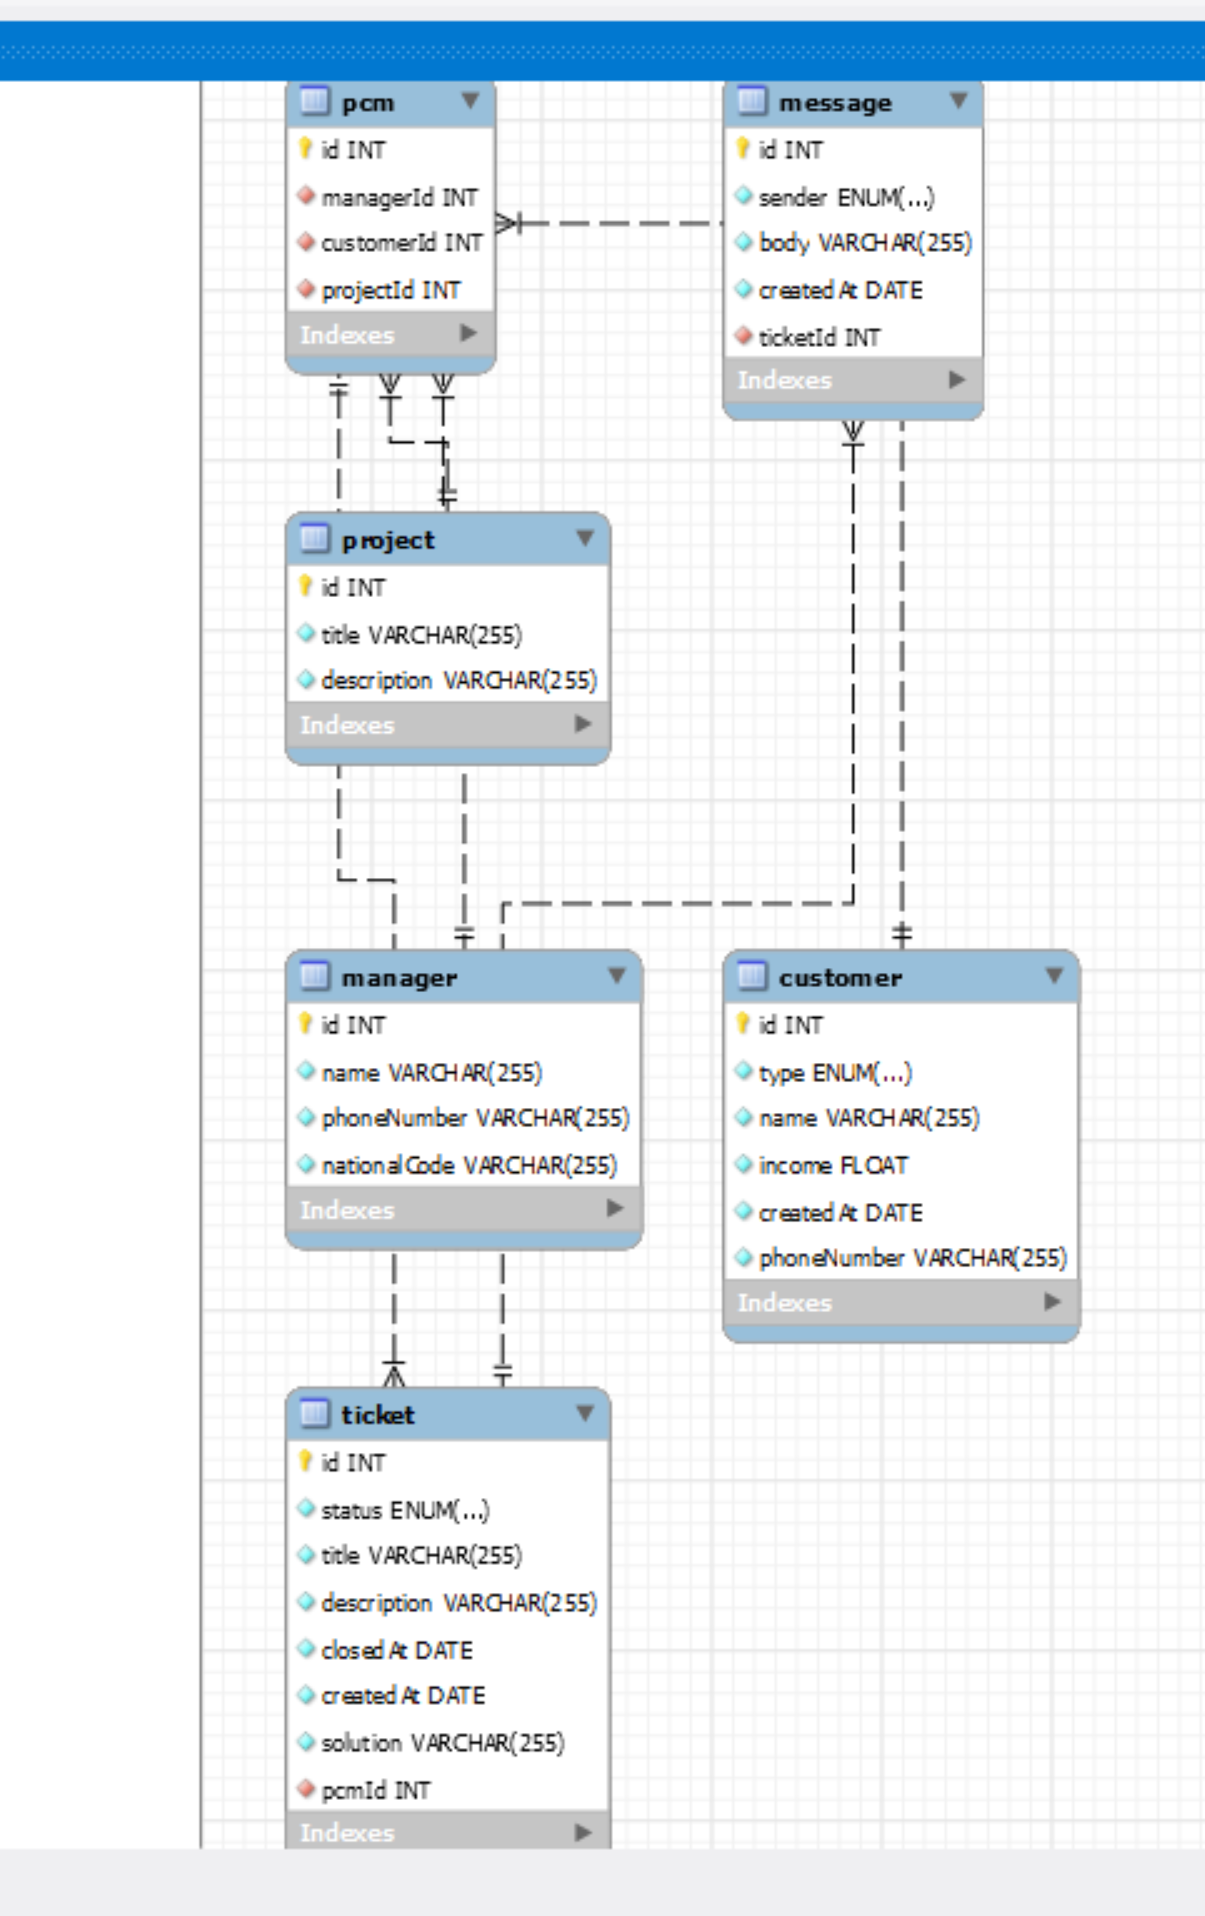 pcm
id INT
managerId INT
customerId INT
projectId INT
Indexes
message
id INT
sender ENUM(...)
body VARCHAR(255)
createdAt DATE
ticketId INT
Indexes
project
id INT
title VARCHAR(255)
description VARCHAR(255)
Indexes
manager
id INT
name VARCHAR(255)
phoneNumber VARCHAR(255)
nationalCode VARCHAR(255)
Indexes
customer
id INT
type ENUM(...)
name VARCHAR(255)
income FLOAT
createdAt DATE
phoneNumber VARCHAR(255)
Indexes
ticket
id INT
status ENUM(...)
title VARCHAR(255)
description VARCHAR(255)
closedAt DATE
createdAt DATE
solution VARCHAR(255)
pcmId INT
Indexes